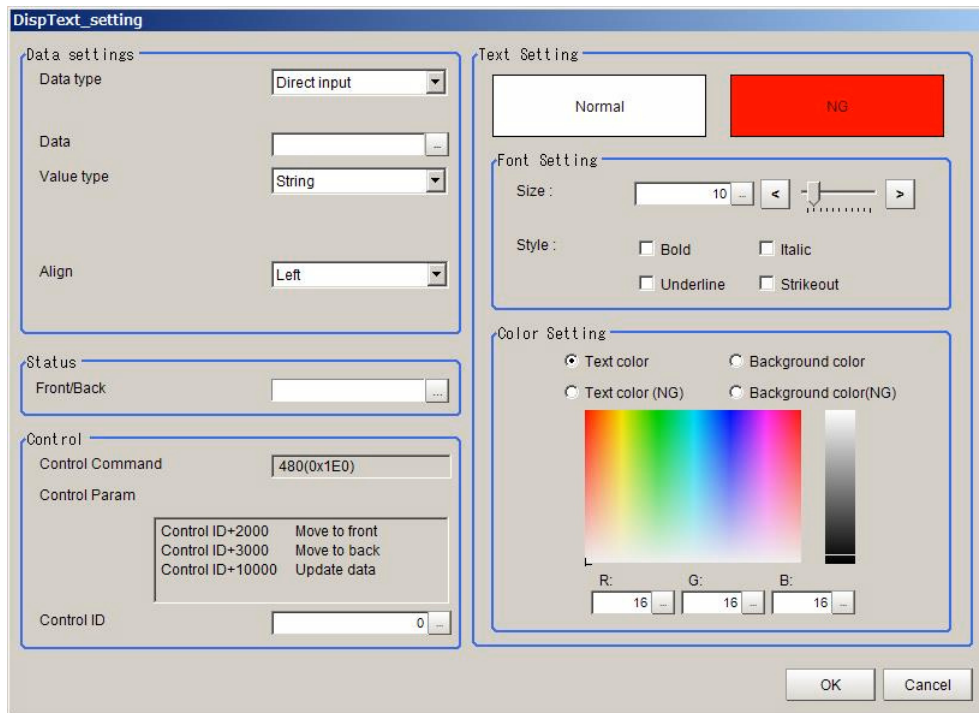 DispText_setting
Data settings
Data type
Direct input
Data
...
Value type
String
Align
Left
Status
Front/Back
...
Control
Control Command
480(0x1E0)
Control Param
Control ID+2000 Move to front
Control ID+3000 Move to back
Control ID+10000 Update data
Control ID
0 ...
Text Setting
Normal
NG
Font Setting
Size :
10 ... < >
Style :
Bold Italic
Underline Strikeout
Color Setting
Text color Background color
Text color (NG) Background color(NG)
R: G: B:
16 ... 16 ... 16 ...
OK Cancel